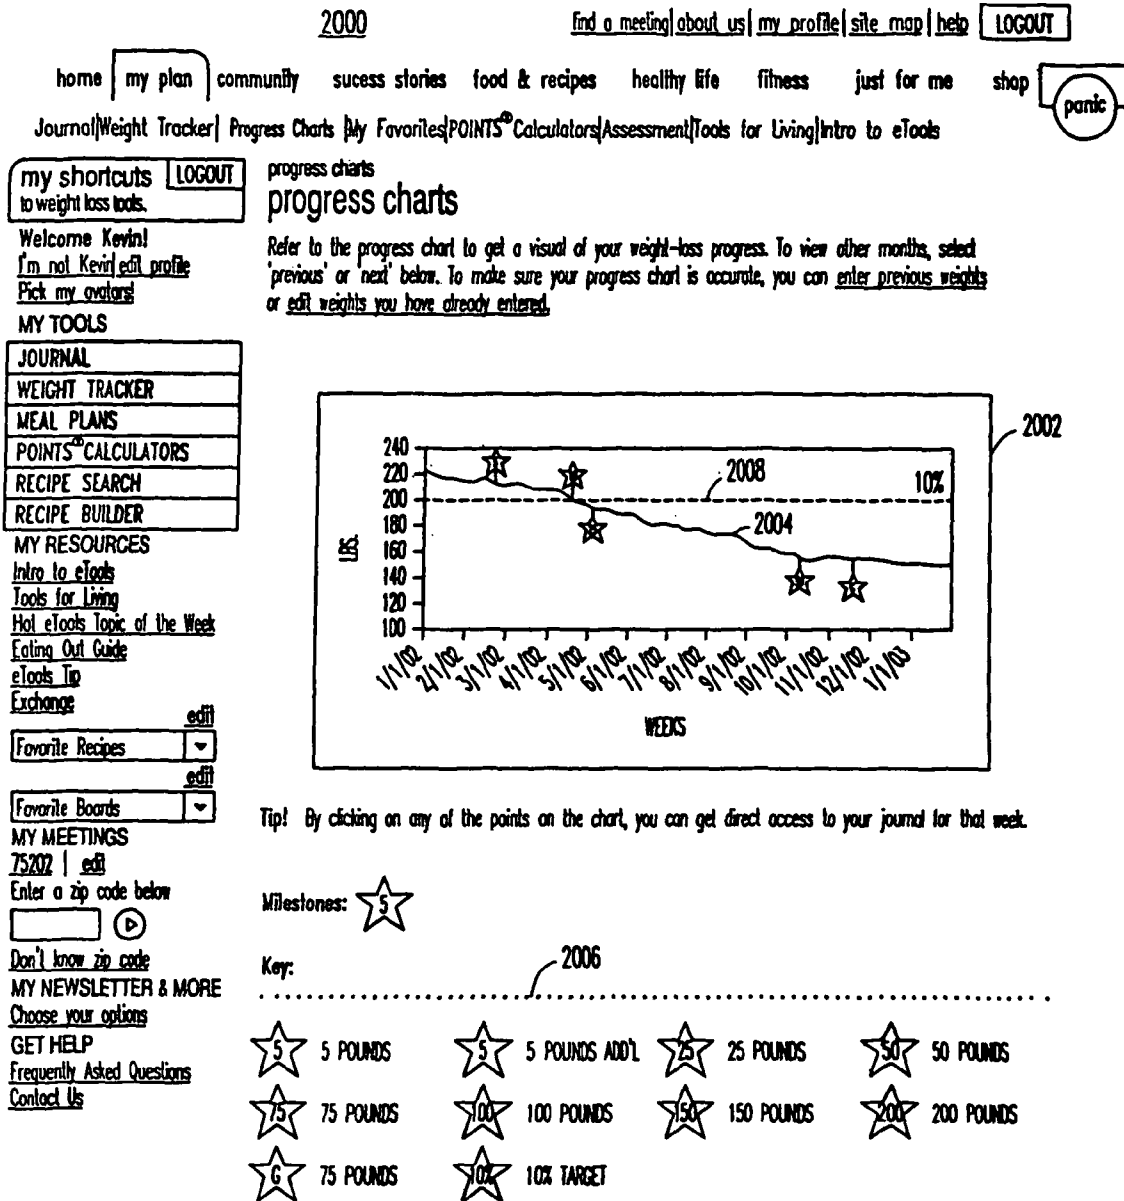 2000
find a meeting|about us|my profile|site map|help LOGOUT
home my plan community sucess stories food & recipes healthy life fitness just for me shop panic
Journal|Weight Tracker| Progress Charts |My Favorites|POINTS® Calculators|Assessment|Tools for Living|Intro to eTools
my shortcuts LOGOUT
to weight loss tools.
Welcome Kevin!
I'm not Kevin|edit profile
Pick my avatars!
MY TOOLS
JOURNAL
WEIGHT TRACKER
MEAL PLANS
POINTS® CALCULATORS
RECIPE SEARCH
RECIPE BUILDER
MY RESOURCES
Intro to eTools
Tools for Living
Hot eTools Topic of the Week
Eating Out Guide
eTools Tip
Exchange
edit
Favorite Recipes
edit
Favorite Boards
MY MEETINGS
75202 | edit
Enter a zip code below
Don't know zip code
MY NEWSLETTER & MORE
Choose your options
GET HELP
Frequently Asked Questions
Contact Us
progress charts
progress charts
Refer to the progress chart to get a visual of your weight-loss progress. To view other months, select
'previous' or 'next' below. To make sure your progress chart is accurate, you can enter previous weights
or edit weights you have already entered.
2002
240
220
200
180
160
140
120
100
LBS.
2008
10%
2004
1/1/02 2/1/02 3/1/02 4/1/02 5/1/02 6/1/02 7/1/02 8/1/02 9/1/02 10/1/02 11/1/02 12/1/02 1/1/03
WEEKS
Tip! By clicking on any of the points on the chart, you can get direct access to your journal for that week.
Milestones: 5
Key:
2006
5 5 POUNDS 5 5 POUNDS ADD'L 25 25 POUNDS 50 50 POUNDS
75 75 POUNDS 100 100 POUNDS 150 150 POUNDS 200 200 POUNDS
G 75 POUNDS 10% 10% TARGET